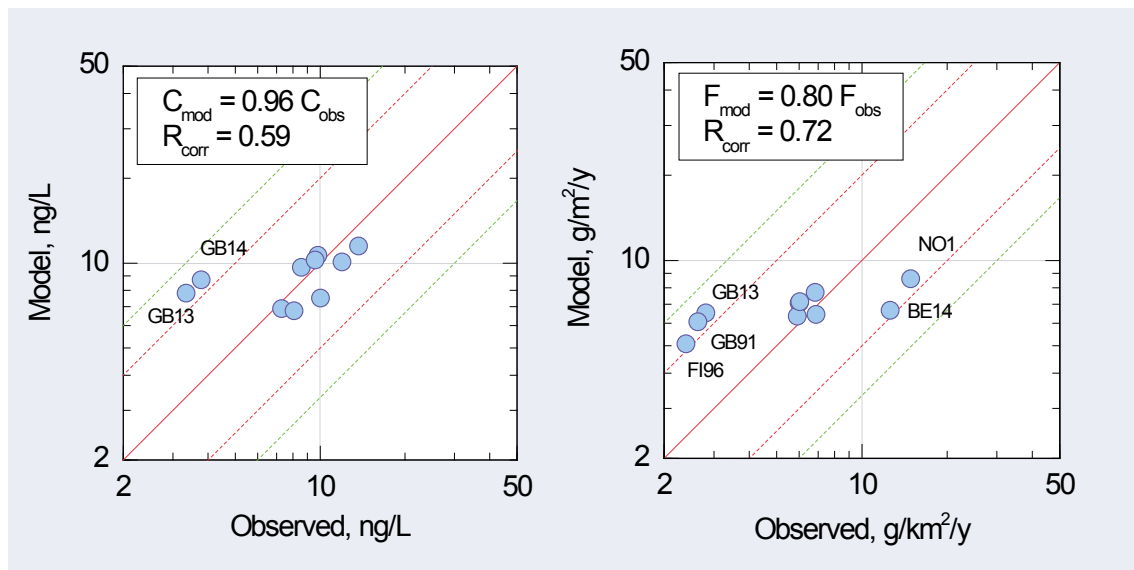 50
C_mod = 0.96 C_obs
R_corr = 0.59
Model, ng/L
10
GB14
GB13
2
2
10
50
Observed, ng/L
50
F_mod = 0.80 F_obs
R_corr = 0.72
Model, g/m²/y
10
NO1
GB13
BE14
GB91
FI96
2
2
10
50
Observed, g/km²/y